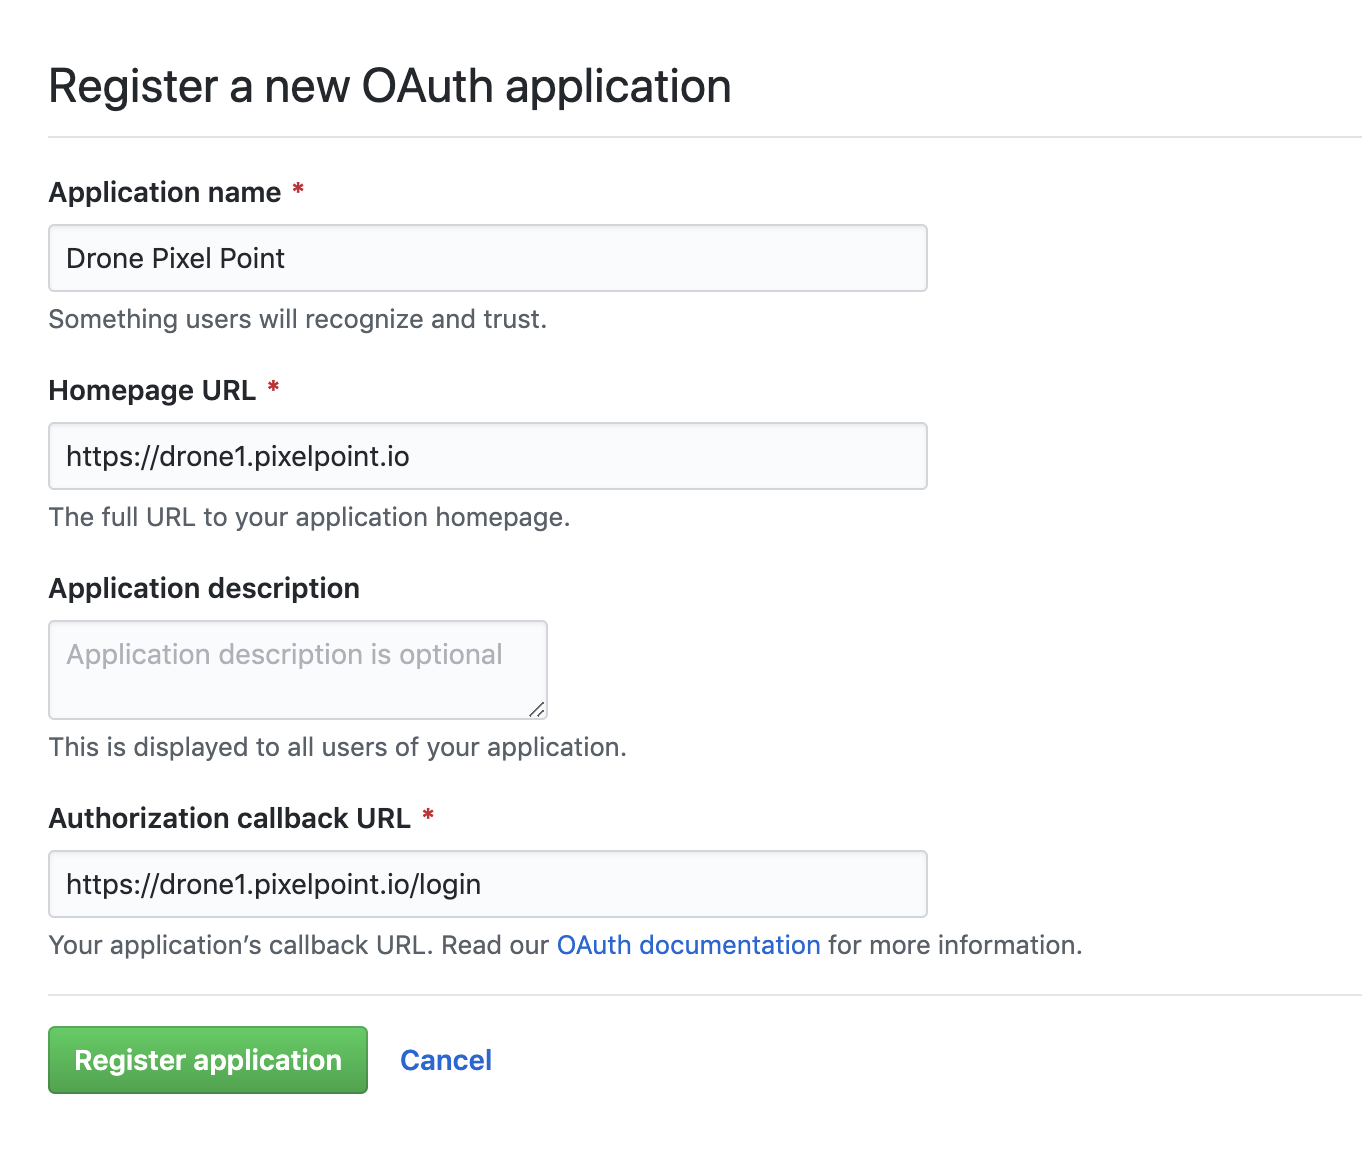 Register a new OAuth application
Application name *
Drone Pixel Point
Something users will recognize and trust.
Homepage URL *
https://drone1.pixelpoint.io
The full URL to your application homepage.
Application description
Application description is optional
This is displayed to all users of your application.
Authorization callback URL *
https://drone1.pixelpoint.io/login
Your application’s callback URL. Read our OAuth documentation for more information.
Register application Cancel